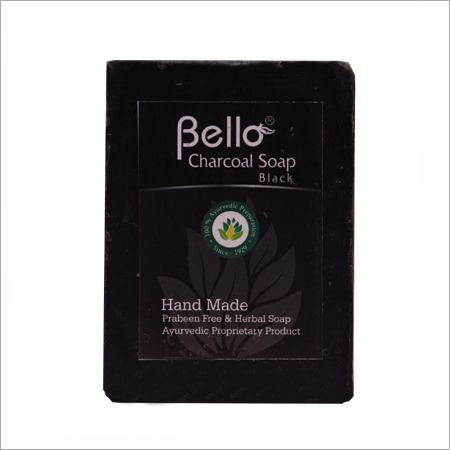 Bello®
Charcoal Soap
Black
100% Ayurvedic Preparation
Since - 1929
Hand Made
Prabeen Free & Herbal Soap
Ayurvedic Proprietary Product